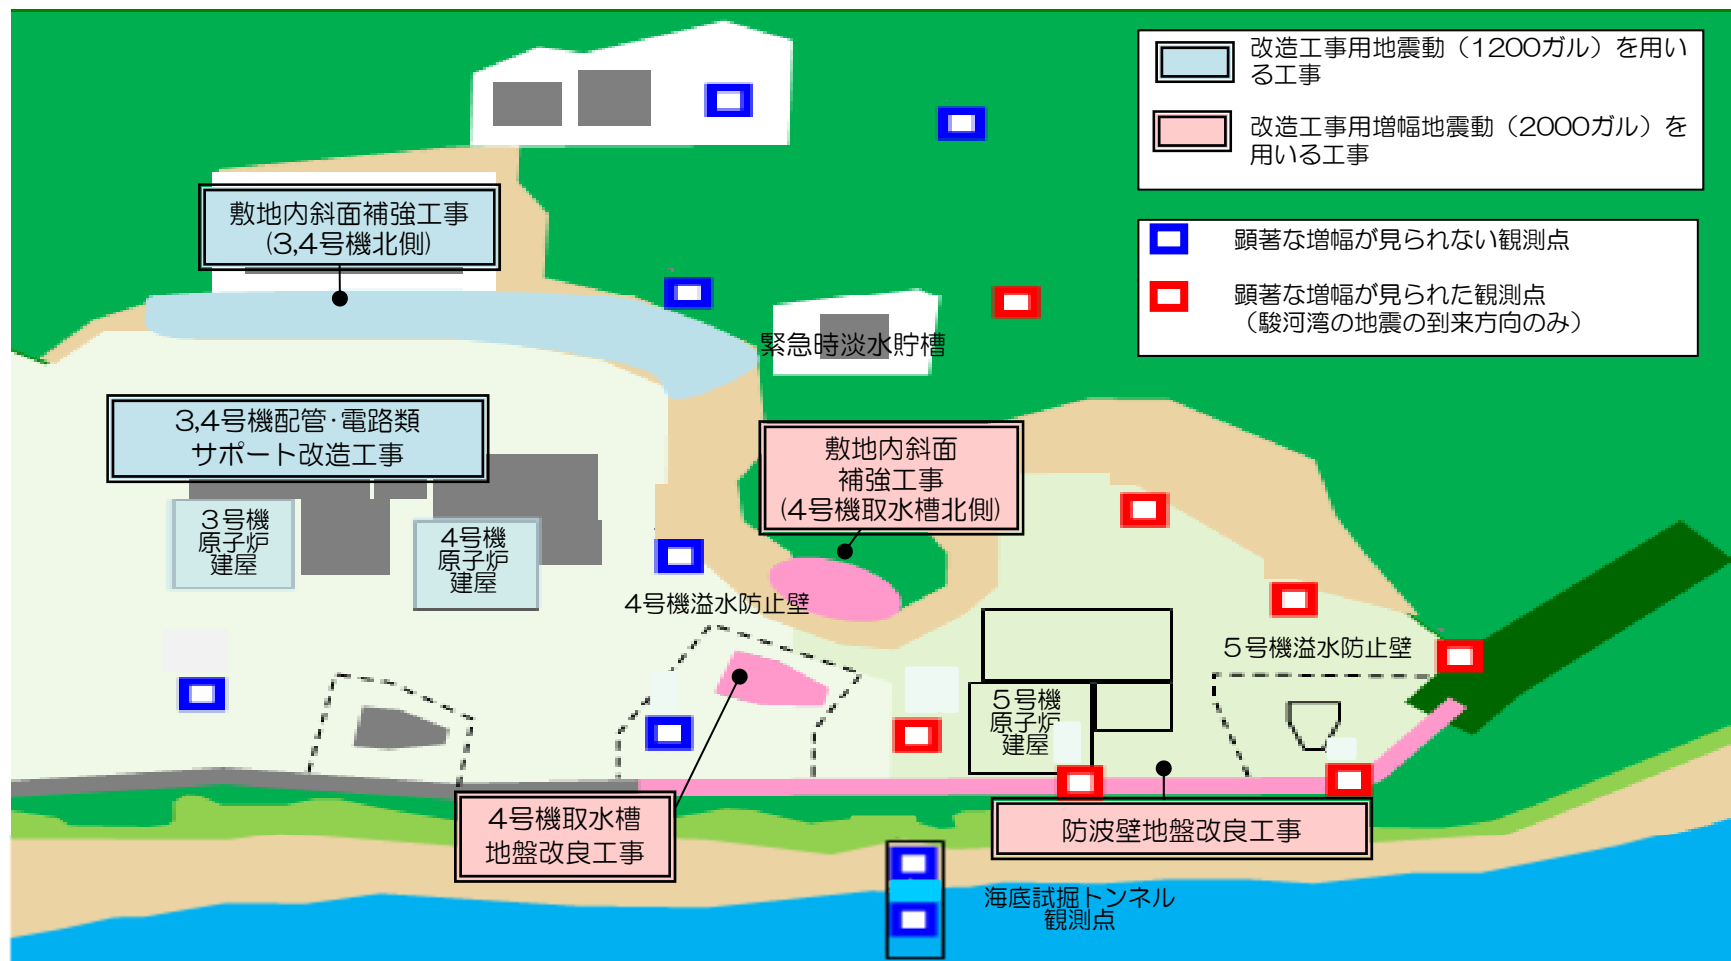 改造工事用地震動（1200ガル）を用い
る工事
改造工事用増幅地震動（2000ガル）を
用いる工事
顕著な増幅が見られない観測点
顕著な増幅が見られた観測点
（駿河湾の地震の到来方向のみ）
敷地内斜面補強工事
(3,4号機北側)
緊急時淡水貯槽
3,4号機配管･電路類
サポート改造工事
敷地内斜面
補強工事
(4号機取水槽北側)
3号機
原子炉
建屋
4号機
原子炉
建屋
4号機溢水防止壁
5号機溢水防止壁
5号機
原子炉
建屋
4号機取水槽
地盤改良工事
防波壁地盤改良工事
海底試掘トンネル
観測点